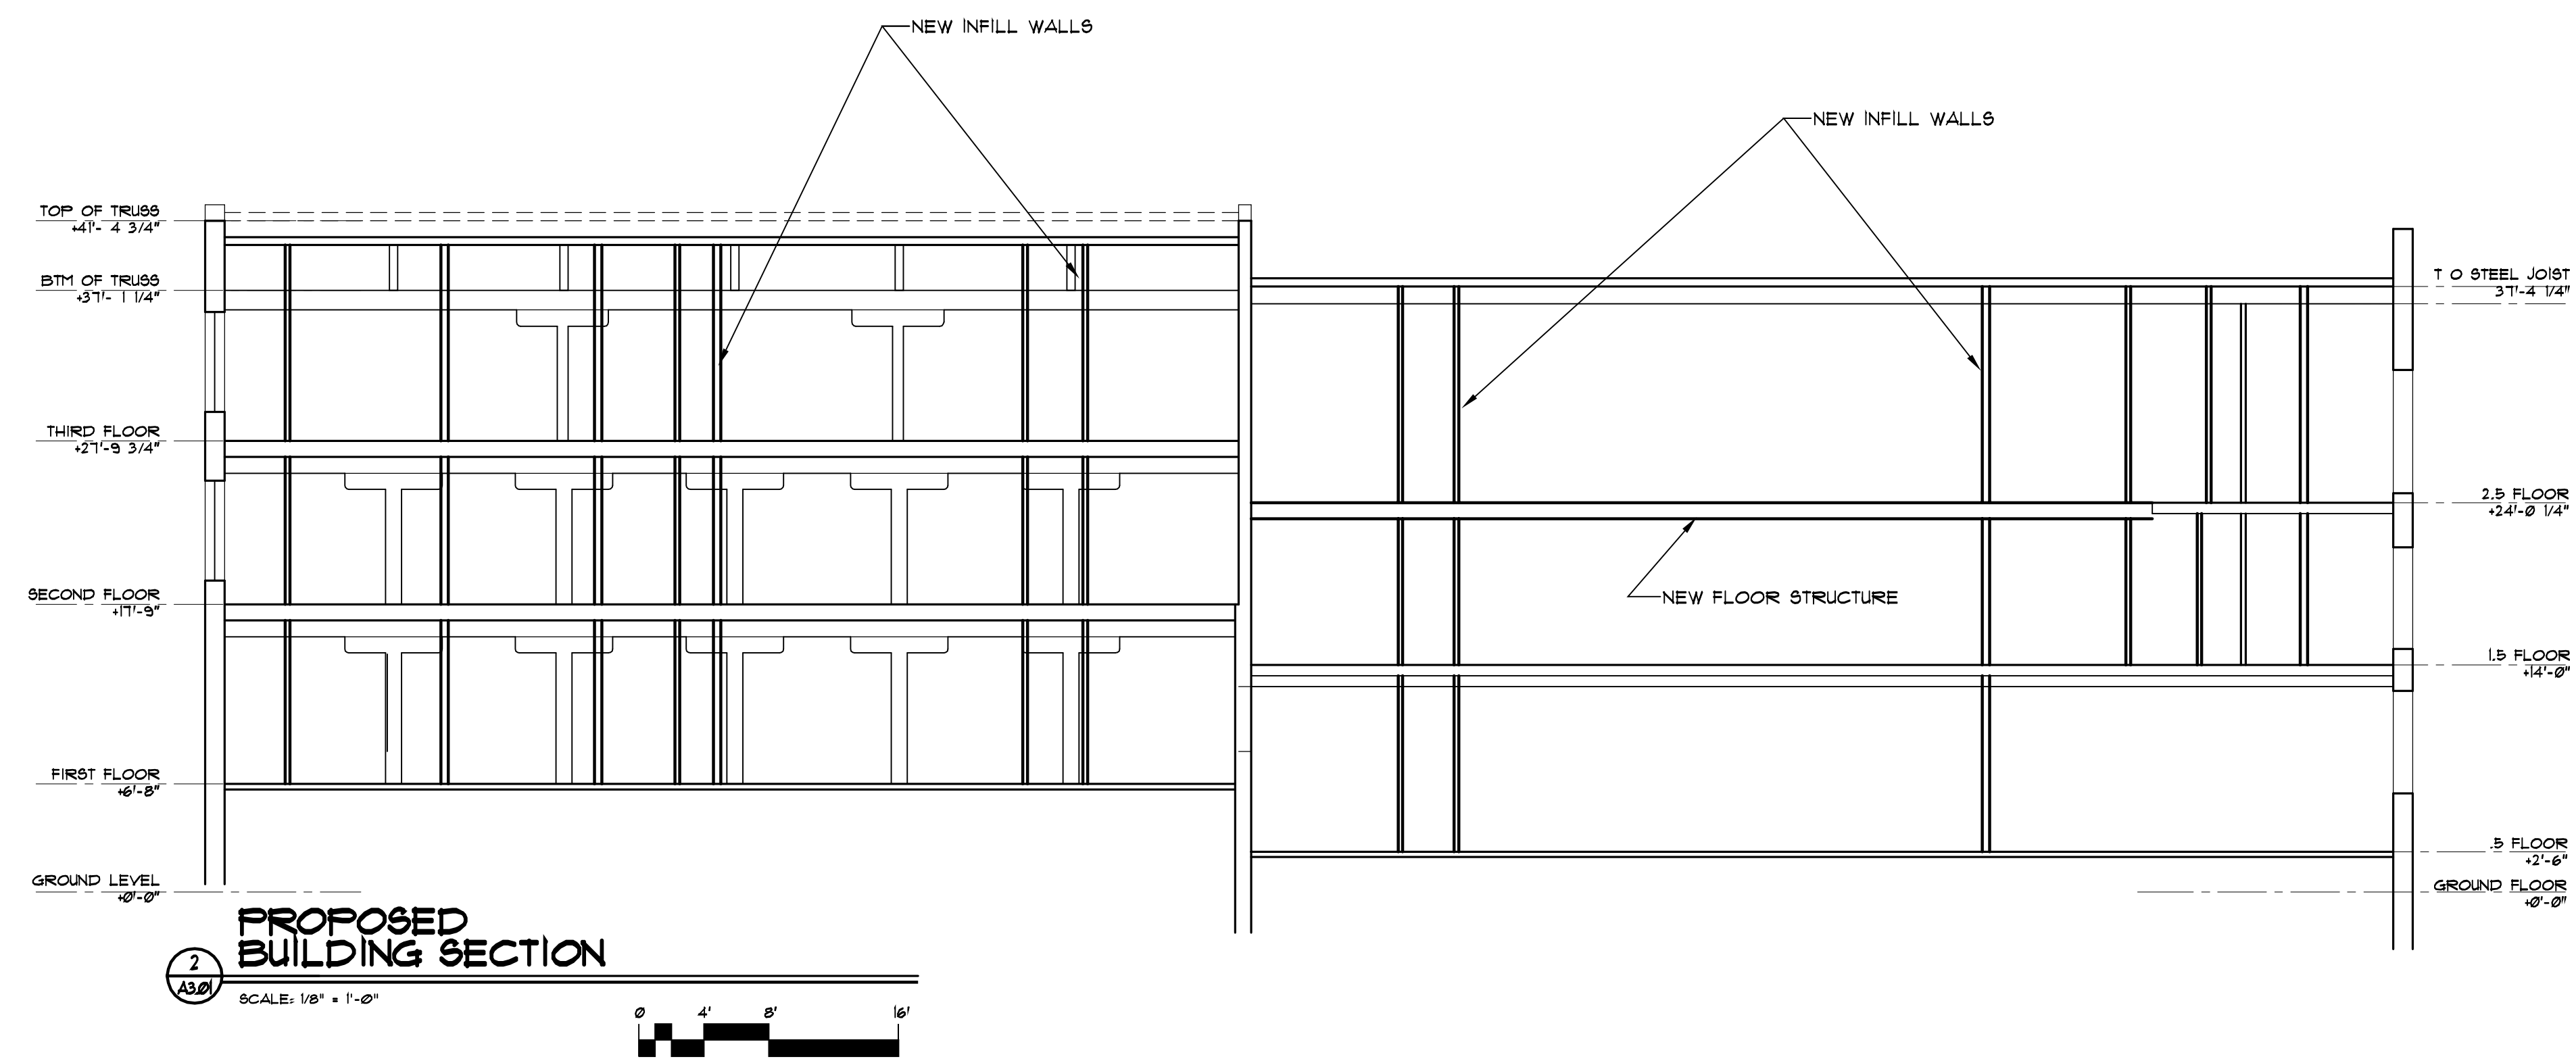 NEW INFILL WALLS
NEW INFILL WALLS
TOP OF TRUSS
+41'- 4 3/4"
BTM OF TRUSS
+37'- 1 1/4"
T O STEEL JOIST
37'-4 1/4"
THIRD FLOOR
+27'-9 3/4"
2.5 FLOOR
+24'-0 1/4"
SECOND FLOOR
+17'-9"
NEW FLOOR STRUCTURE
1.5 FLOOR
+14'-0"
FIRST FLOOR
+6'-8"
.5 FLOOR
+2'-6"
GROUND LEVEL
+0'-0"
GROUND FLOOR
+0'-0"
PROPOSED
BUILDING SECTION
2
A3.01
SCALE: 1/8" = 1'-0"
0 4' 8' 16'